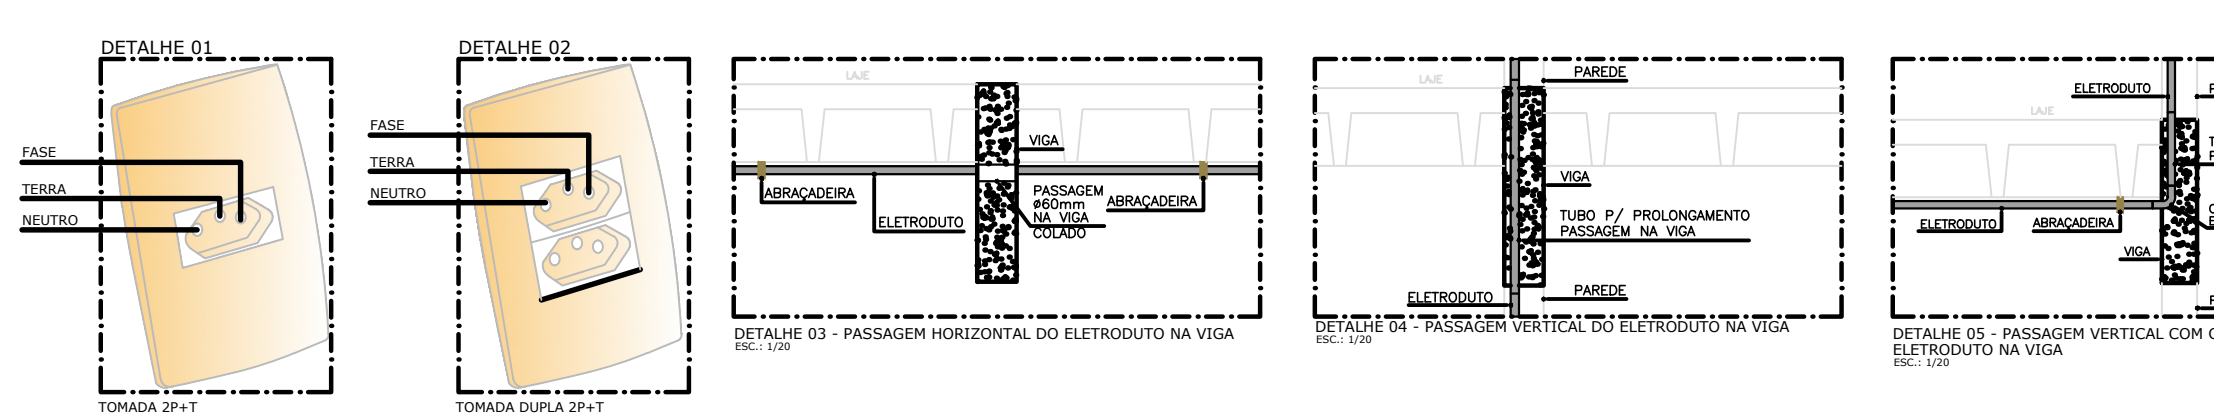 DETALHE 01
FASE
TERRA
NEUTRO
TOMADA 2P+T
DETALHE 02
FASE
TERRA
NEUTRO
TOMADA DUPLA 2P+T
LAJE
VIGA
ABRAÇADEIRA
ELETRODUTO
PASSAGEM
ø60mm
NA VIGA
COLADO
ABRAÇADEIRA
DETALHE 03 - PASSAGEM HORIZONTAL DO ELETRODUTO NA VIGA
ESC.: 1/20
LAJE
PAREDE
VIGA
TUBO P/ PROLONGAMENTO
PASSAGEM NA VIGA
ELETRODUTO
PAREDE
DETALHE 04 - PASSAGEM VERTICAL DO ELETRODUTO NA VIGA
ESC.: 1/20
ELETRODUTO
LAJE
ELETRODUTO
ABRAÇADEIRA
VIGA
DETALHE 05 - PASSAGEM VERTICAL COM
ELETRODUTO NA VIGA
ESC.: 1/20